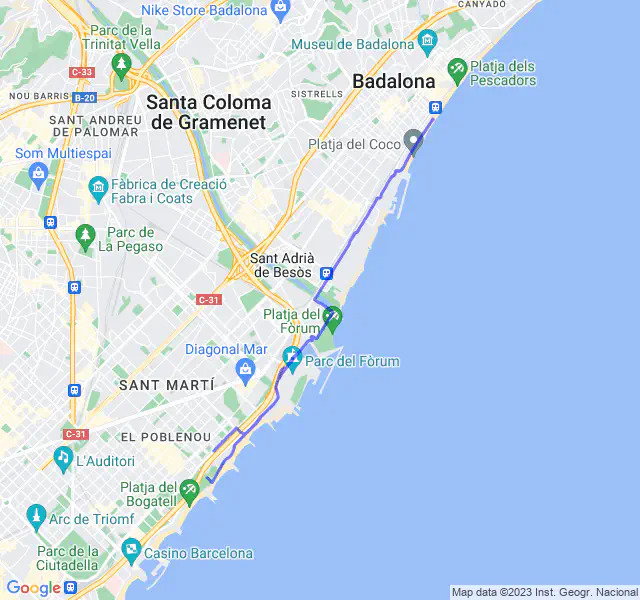 CANYADÓ
Nike Store Badalona
Parc de la
Trinitat Vella
Museu de Badalona
Platja dels
Pescadors
C-33
Badalona
NOU BARRIS
B-20
SISTRELLS
Santa Coloma
de Gramenet
SANT ANDREU
DE PALOMAR
Platja del Coco
Som Multiespai
Fàbrica de Creació
Fabra i Coats
Parc de
La Pegaso
Sant Adrià
de Besòs
C-31
Platja del
Fòrum
Diagonal Mar
Parc del Fòrum
SANT MARTÍ
C-31
EL POBLENOU
L'Auditori
Platja del
Bogatell
Arc de Triomf
Parc de la
Ciutadella
Casino Barcelona
Google
Map data ©2023 Inst. Geogr. Nacional